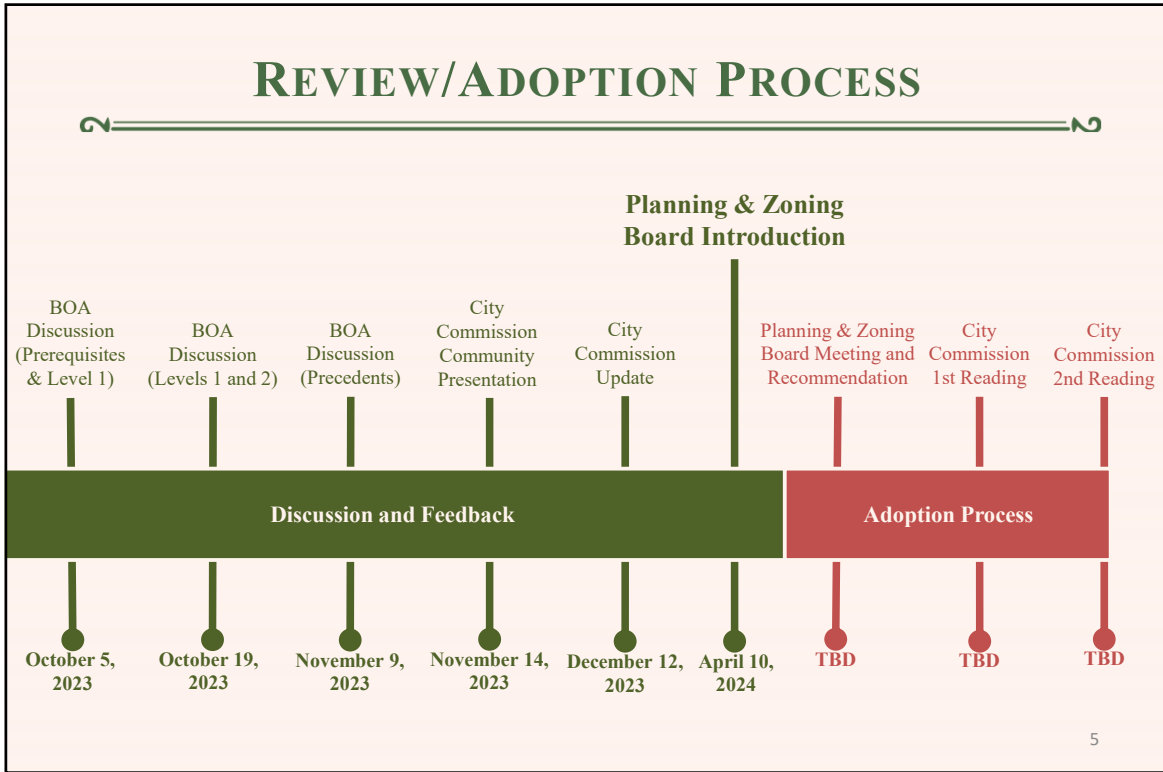 REVIEW/ADOPTION PROCESS
Planning & Zoning
Board Introduction
BOA
Discussion
(Prerequisites
& Level 1)
BOA
Discussion
(Levels 1 and 2)
BOA
Discussion
(Precedents)
City
Commission
Community
Presentation
City
Commission
Update
Planning & Zoning
Board Meeting and
Recommendation
City
Commission
1st Reading
City
Commission
2nd Reading
Discussion and Feedback
Adoption Process
October 5,
2023
October 19,
2023
November 9,
2023
November 14,
2023
December 12,
2023
April 10,
2024
TBD
TBD
TBD
5